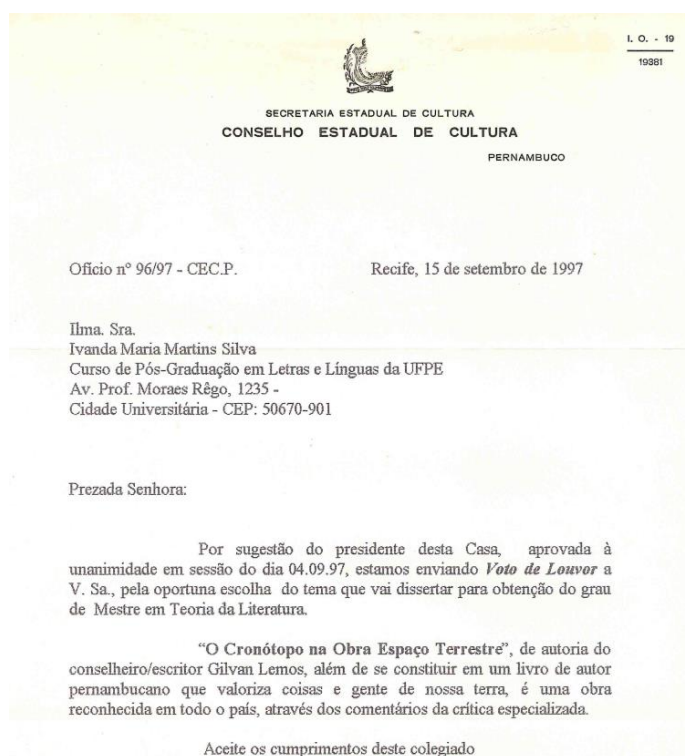 I. O. - 19
19381
SECRETARIA ESTADUAL DE CULTURA
CONSELHO ESTADUAL DE CULTURA
PERNAMBUCO
Ofício nº 96/97 - CEC.P. Recife, 15 de setembro de 1997
Ilma. Sra.
Ivanda Maria Martins Silva
Curso de Pós-Graduação em Letras e Línguas da UFPE
Av. Prof. Moraes Rêgo, 1235 -
Cidade Universitária - CEP: 50670-901
Prezada Senhora:
Por sugestão do presidente desta Casa, aprovada à
unanimidade em sessão do dia 04.09.97, estamos enviando Voto de Louvor a
V. Sa., pela oportuna escolha do tema que vai dissertar para obtenção do grau
de Mestre em Teoria da Literatura.
"O Cronótopo na Obra Espaço Terrestre", de autoria do
conselheiro/escritor Gilvan Lemos, além de se constituir em um livro de autor
pernambucano que valoriza coisas e gente de nossa terra, é uma obra
reconhecida em todo o país, através dos comentários da crítica especializada.
Aceite os cumprimentos deste colegiado